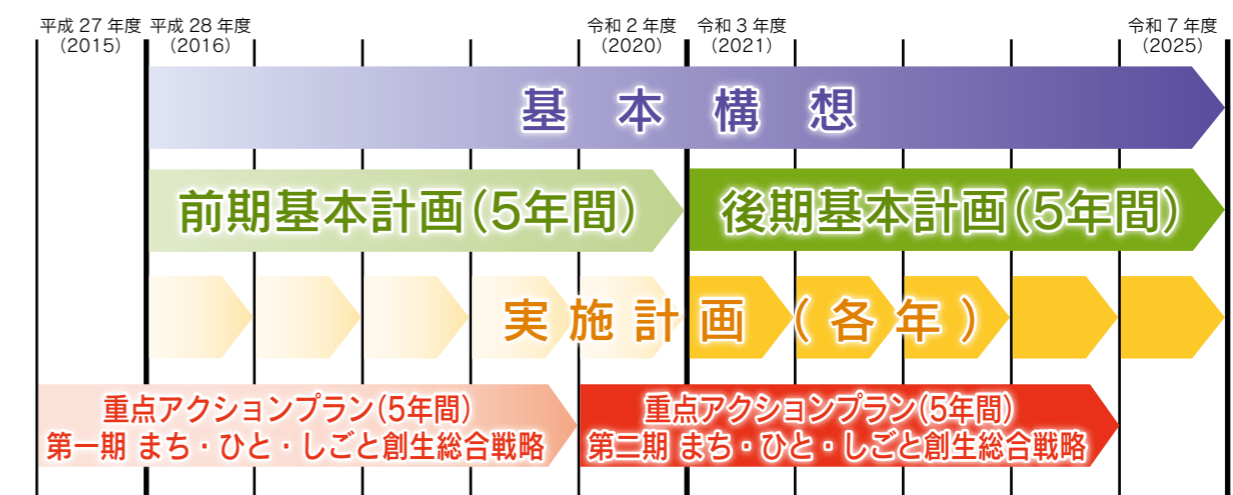 平成 27 年度 平成 28 年度 令和 2 年度 令和 3 年度 令和 7 年度
（2015） （2016） （2020） （2021） （2025）
基本構想
前期基本計画（5年間） 後期基本計画（5年間）
実施計画（各年）
重点アクションプラン（5年間）
第一期 まち・ひと・しごと創生総合戦略
重点アクションプラン（5年間）
第二期 まち・ひと・しごと創生総合戦略